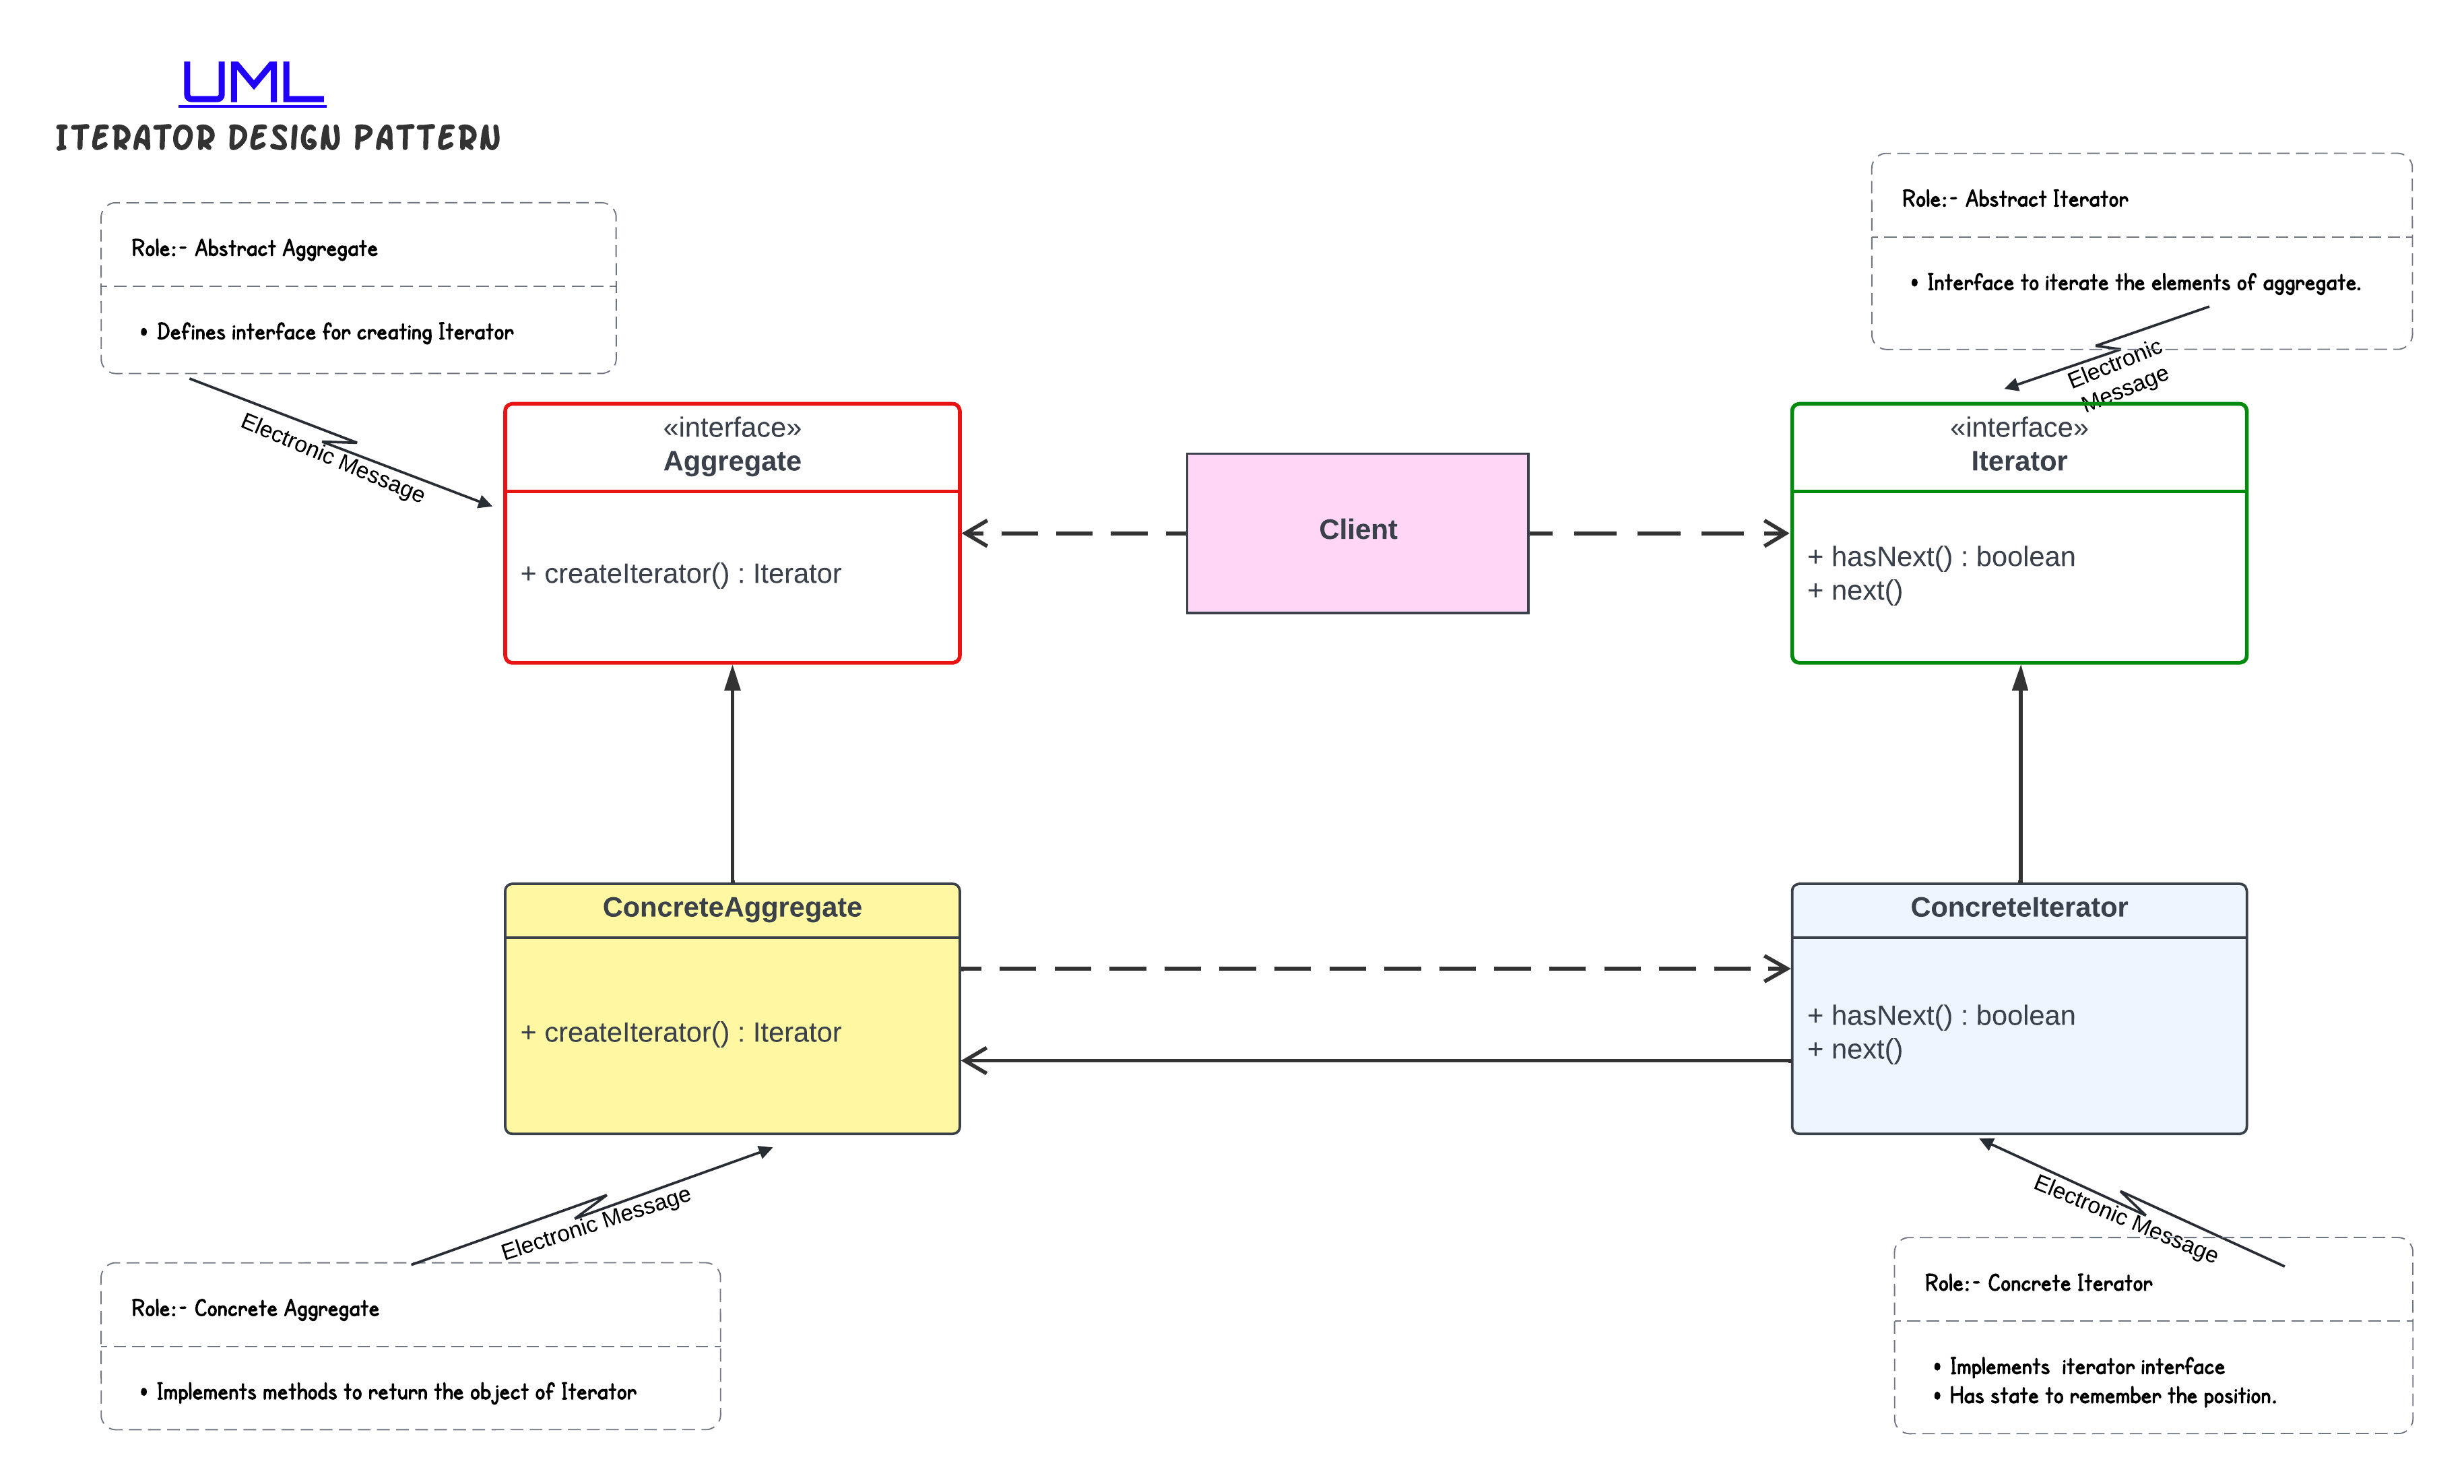 UML
ITERATOR DESIGN PATTERN
Role:- Abstract Aggregate
• Defines interface for creating Iterator
Electronic Message
Role:- Abstract Iterator
• Interface to iterate the elements of aggregate.
Electronic
Message
«interface»
Aggregate
+ createIterator() : Iterator
Client
«interface»
Iterator
+ hasNext() : boolean
+ next()
ConcreteAggregate
+ createIterator() : Iterator
ConcreteIterator
+ hasNext() : boolean
+ next()
Electronic Message
Role:- Concrete Aggregate
• Implements methods to return the object of Iterator
Electronic Message
Role:- Concrete Iterator
• Implements  iterator interface
• Has state to remember the position.